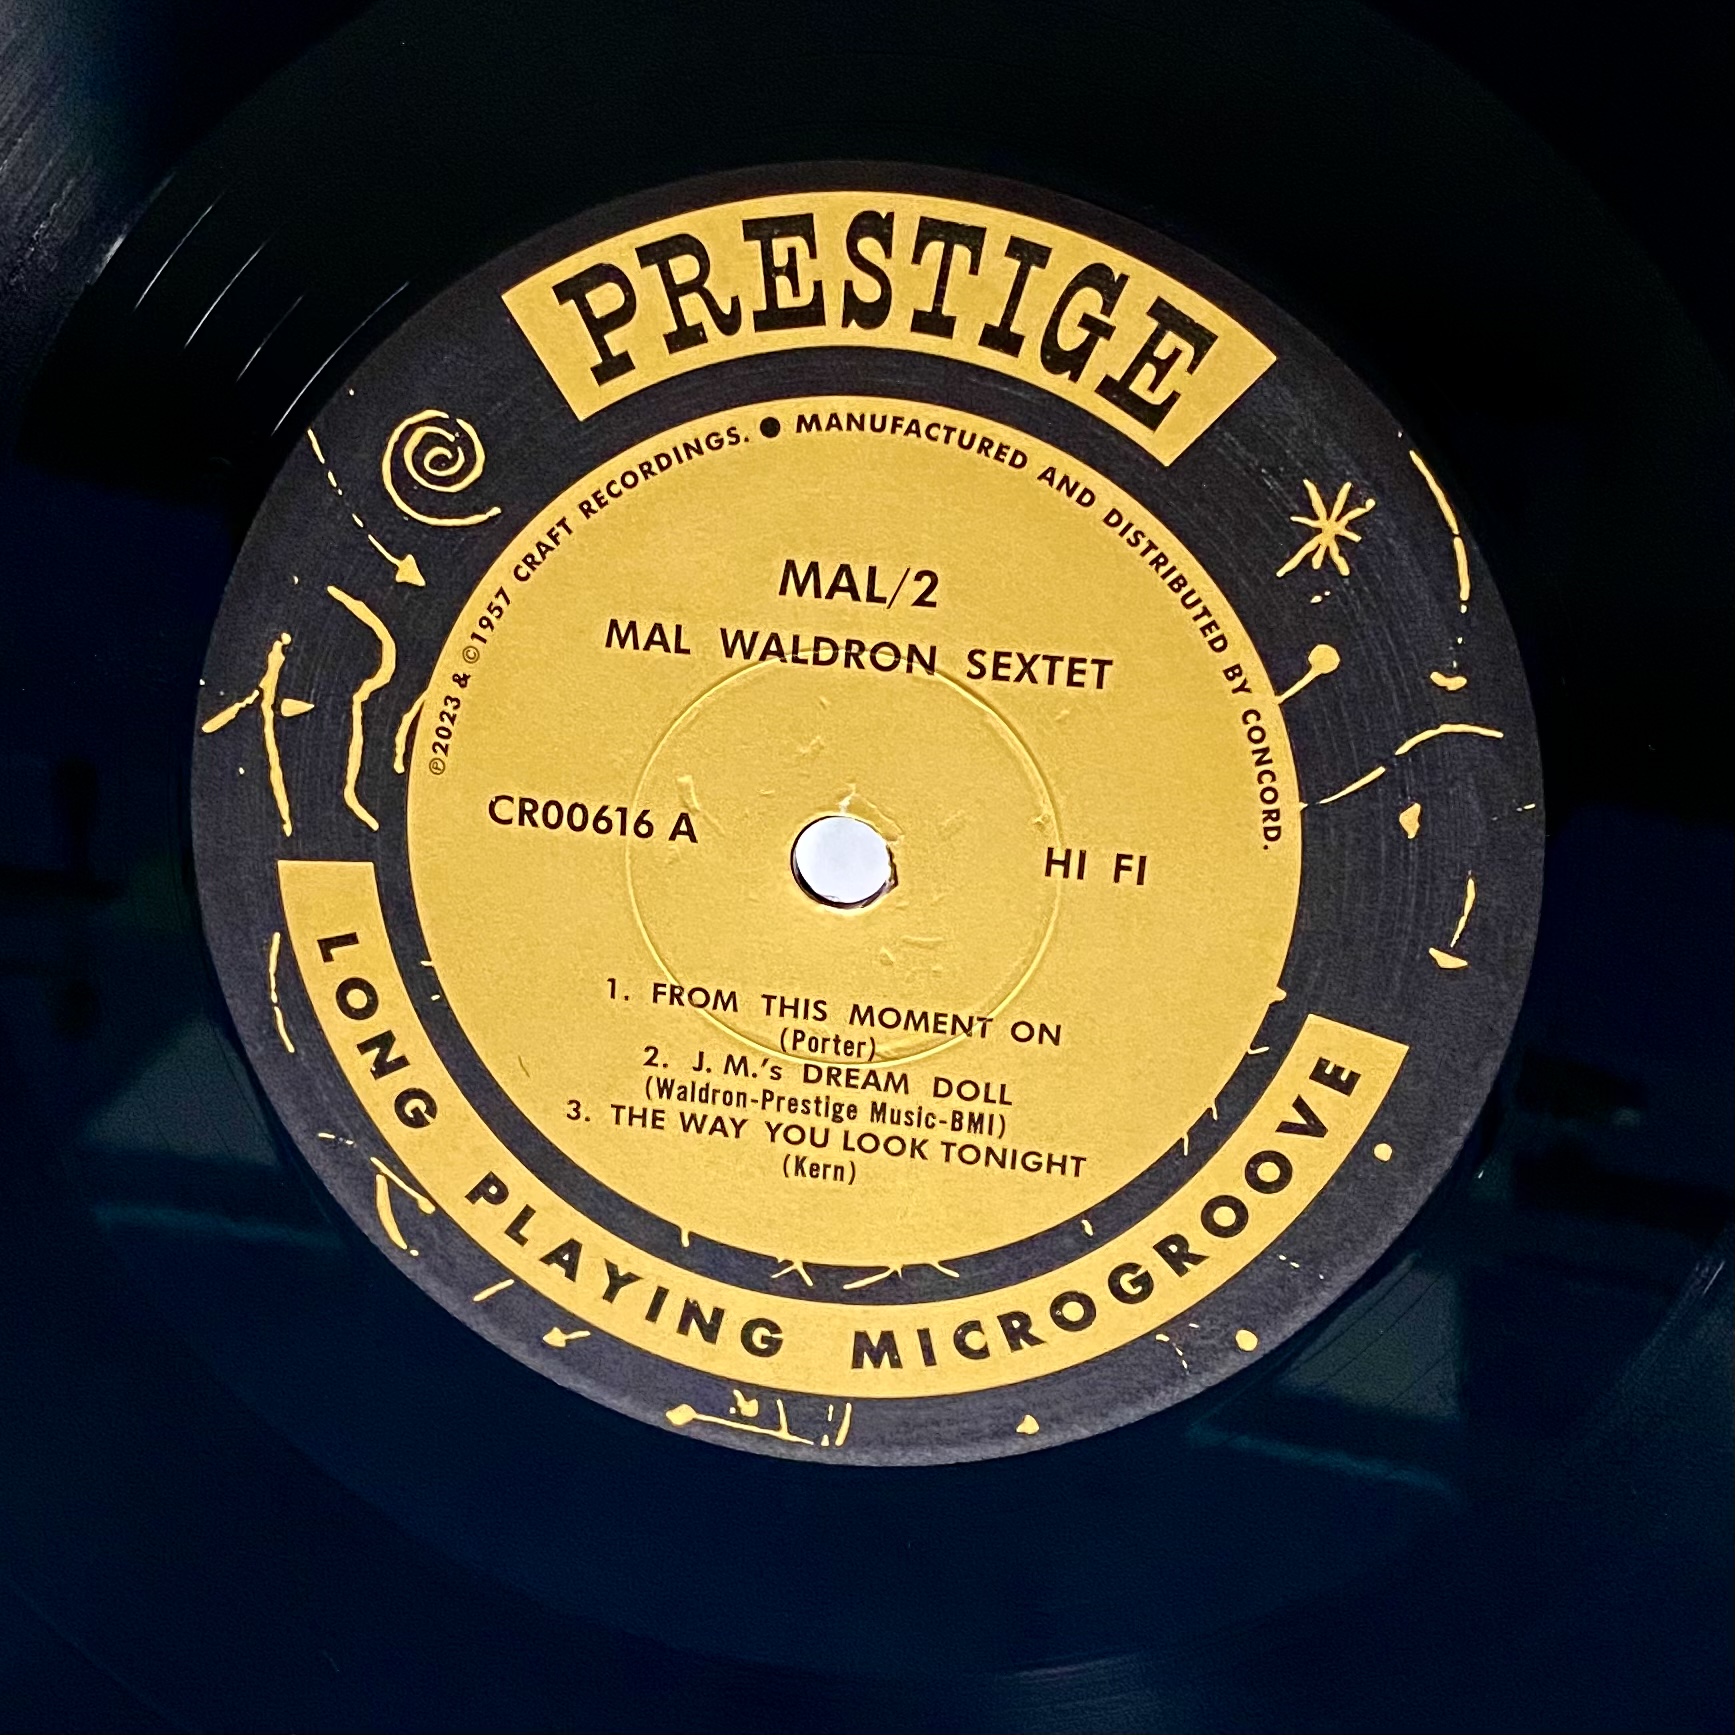 PRESTIGE
℗2023 & ©1957 CRAFT RECORDINGS. ● MANUFACTURED AND DISTRIBUTED BY CONCORD.
MAL/2
MAL WALDRON SEXTET
CR00616 A
HI FI
1. FROM THIS MOMENT ON
(Porter)
2. J. M.'s DREAM DOLL
(Waldron-Prestige Music-BMI)
3. THE WAY YOU LOOK TONIGHT
(Kern)
LONG PLAYING MICROGROOVE